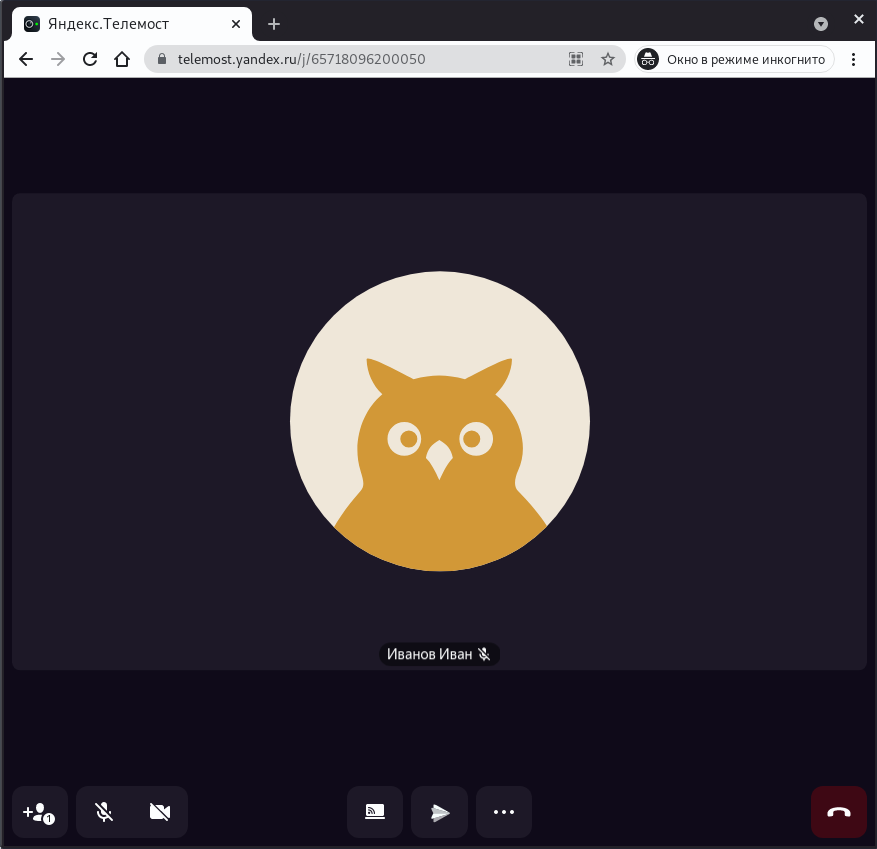 Яндекс.Телемост
telemost.yandex.ru/j/65718096200050
Окно в режиме инкогнито
Иванов Иван
1